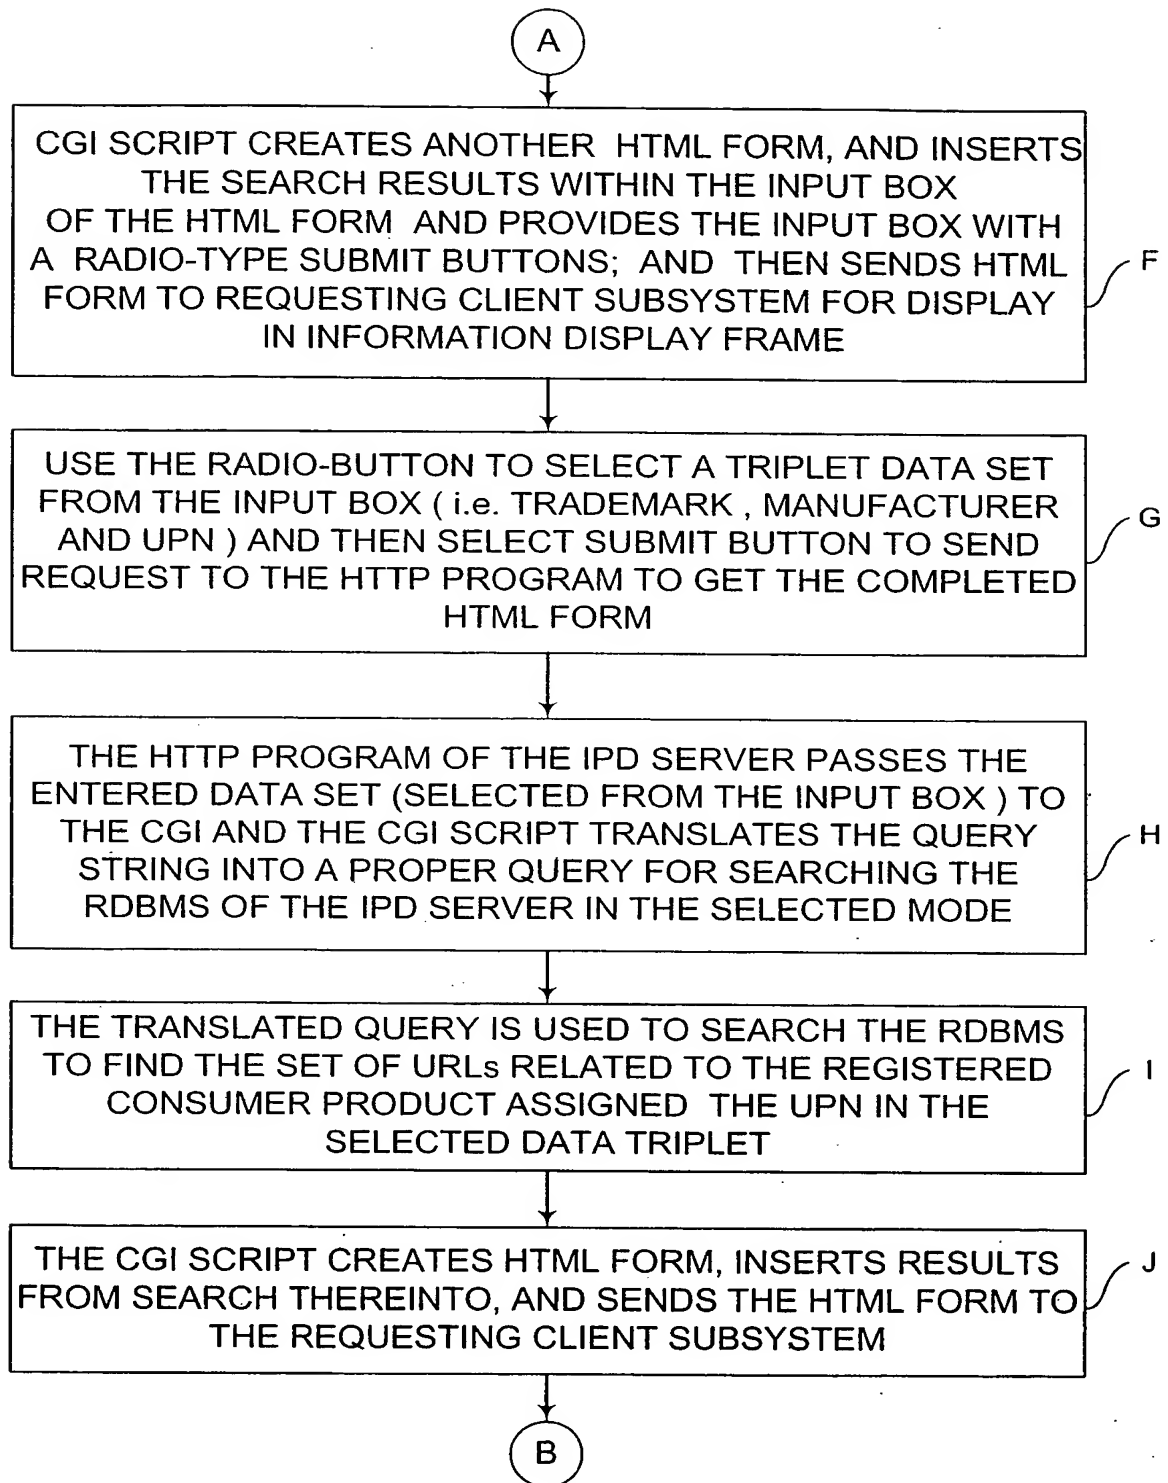 A
CGI SCRIPT CREATES ANOTHER HTML FORM, AND INSERTS
THE SEARCH RESULTS WITHIN THE INPUT BOX
OF THE HTML FORM AND PROVIDES THE INPUT BOX WITH
A RADIO-TYPE SUBMIT BUTTONS; AND THEN SENDS HTML
FORM TO REQUESTING CLIENT SUBSYSTEM FOR DISPLAY
IN INFORMATION DISPLAY FRAME
F
USE THE RADIO-BUTTON TO SELECT A TRIPLET DATA SET
FROM THE INPUT BOX ( i.e. TRADEMARK , MANUFACTURER
AND UPN ) AND THEN SELECT SUBMIT BUTTON TO SEND
REQUEST TO THE HTTP PROGRAM TO GET THE COMPLETED
HTML FORM
G
THE HTTP PROGRAM OF THE IPD SERVER PASSES THE
ENTERED DATA SET (SELECTED FROM THE INPUT BOX ) TO
THE CGI AND THE CGI SCRIPT TRANSLATES THE QUERY
STRING INTO A PROPER QUERY FOR SEARCHING THE
RDBMS OF THE IPD SERVER IN THE SELECTED MODE
H
THE TRANSLATED QUERY IS USED TO SEARCH THE RDBMS
TO FIND THE SET OF URLs RELATED TO THE REGISTERED
CONSUMER PRODUCT ASSIGNED THE UPN IN THE
SELECTED DATA TRIPLET
I
THE CGI SCRIPT CREATES HTML FORM, INSERTS RESULTS
FROM SEARCH THEREINTO, AND SENDS THE HTML FORM TO
THE REQUESTING CLIENT SUBSYSTEM
J
B